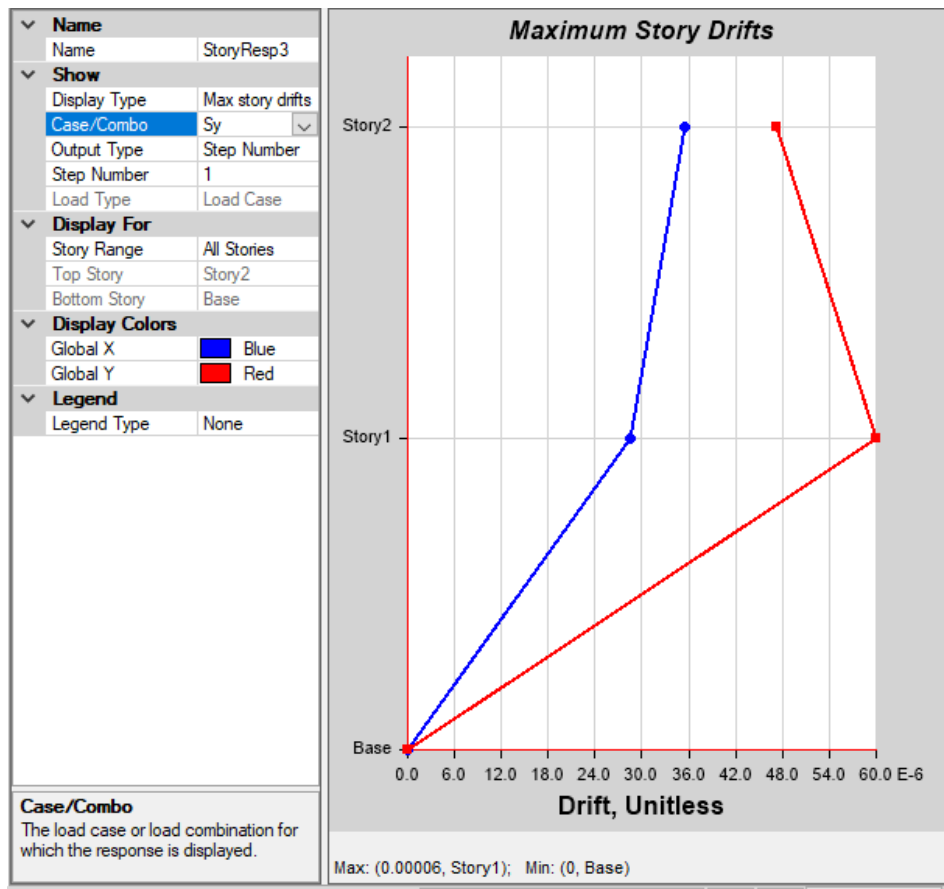 Name
Name StoryResp3
Show
Display Type Max story drifts
Case/Combo Sy
Output Type Step Number
Step Number 1
Load Type Load Case
Display For
Story Range All Stories
Top Story Story2
Bottom Story Base
Display Colors
Global X Blue
Global Y Red
Legend
Legend Type None
Case/Combo
The load case or load combination for
which the response is displayed.
Maximum Story Drifts
Story2
Story1
Base
0.0 6.0 12.0 18.0 24.0 30.0 36.0 42.0 48.0 54.0 60.0 E-6
Drift, Unitless
Max: (0.00006, Story1); Min: (0, Base)